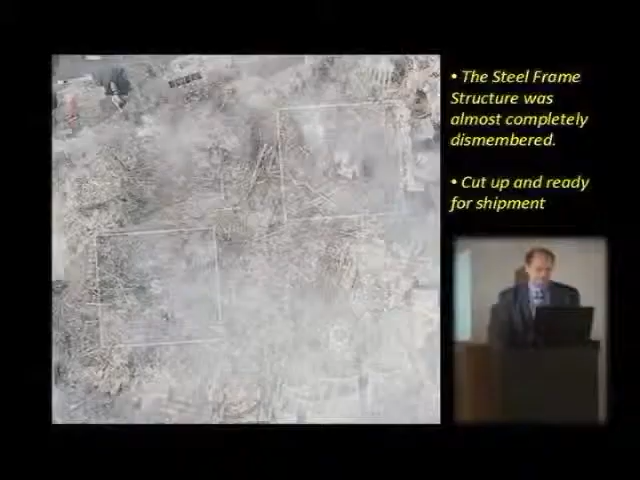 • The Steel Frame
Structure was
almost completely
dismembered.
• Cut up and ready
for shipment